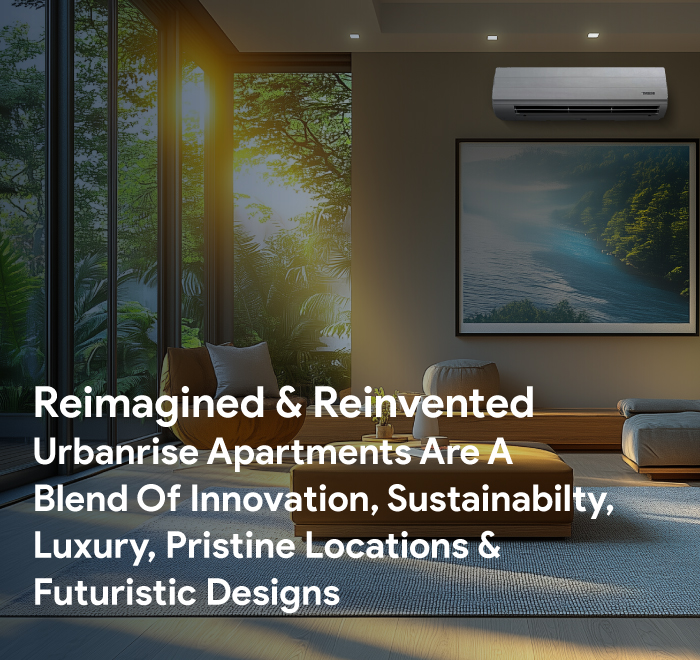 Reimagined & Reinvented
Urbanrise Apartments Are A
Blend Of Innovation, Sustainabilty,
Luxury, Pristine Locations &
Futuristic Designs